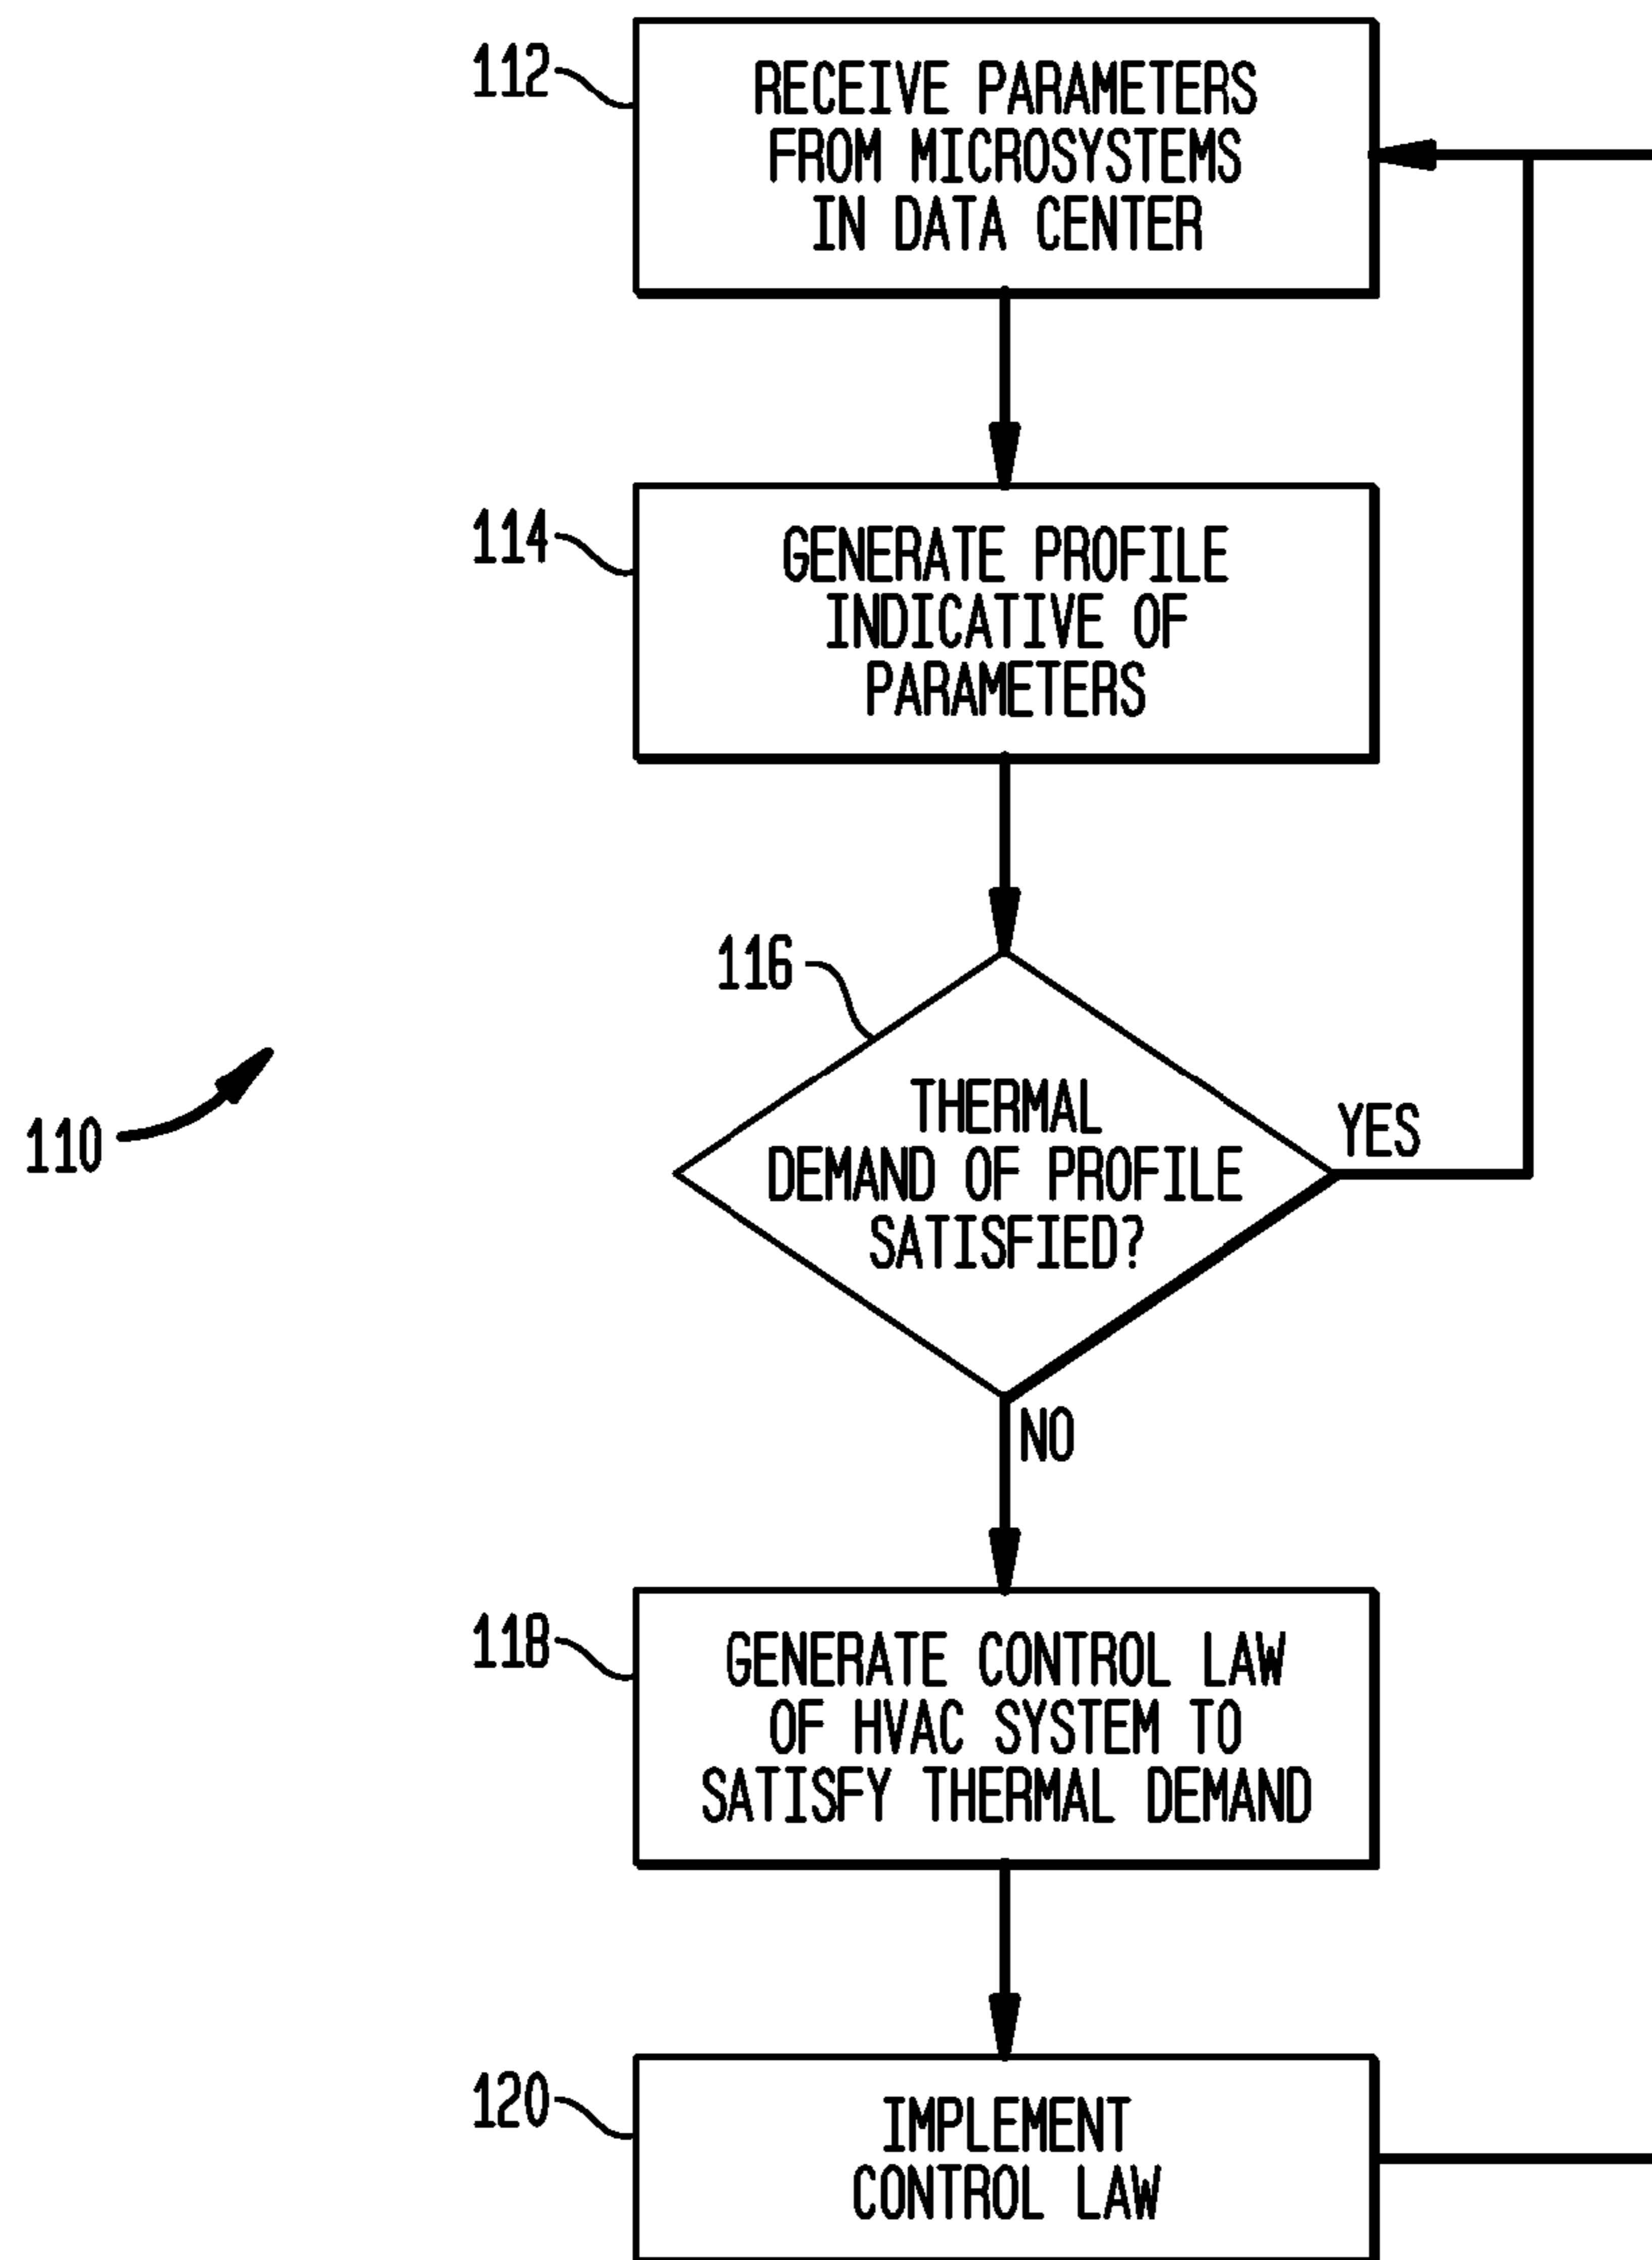 112
RECEIVE PARAMETERS
FROM MICROSYSTEMS
IN DATA CENTER
114
GENERATE PROFILE
INDICATIVE OF
PARAMETERS
116
THERMAL
DEMAND OF PROFILE
SATISFIED?
YES
110
NO
118
GENERATE CONTROL LAW
OF HVAC SYSTEM TO
SATISFY THERMAL DEMAND
120
IMPLEMENT
CONTROL LAW